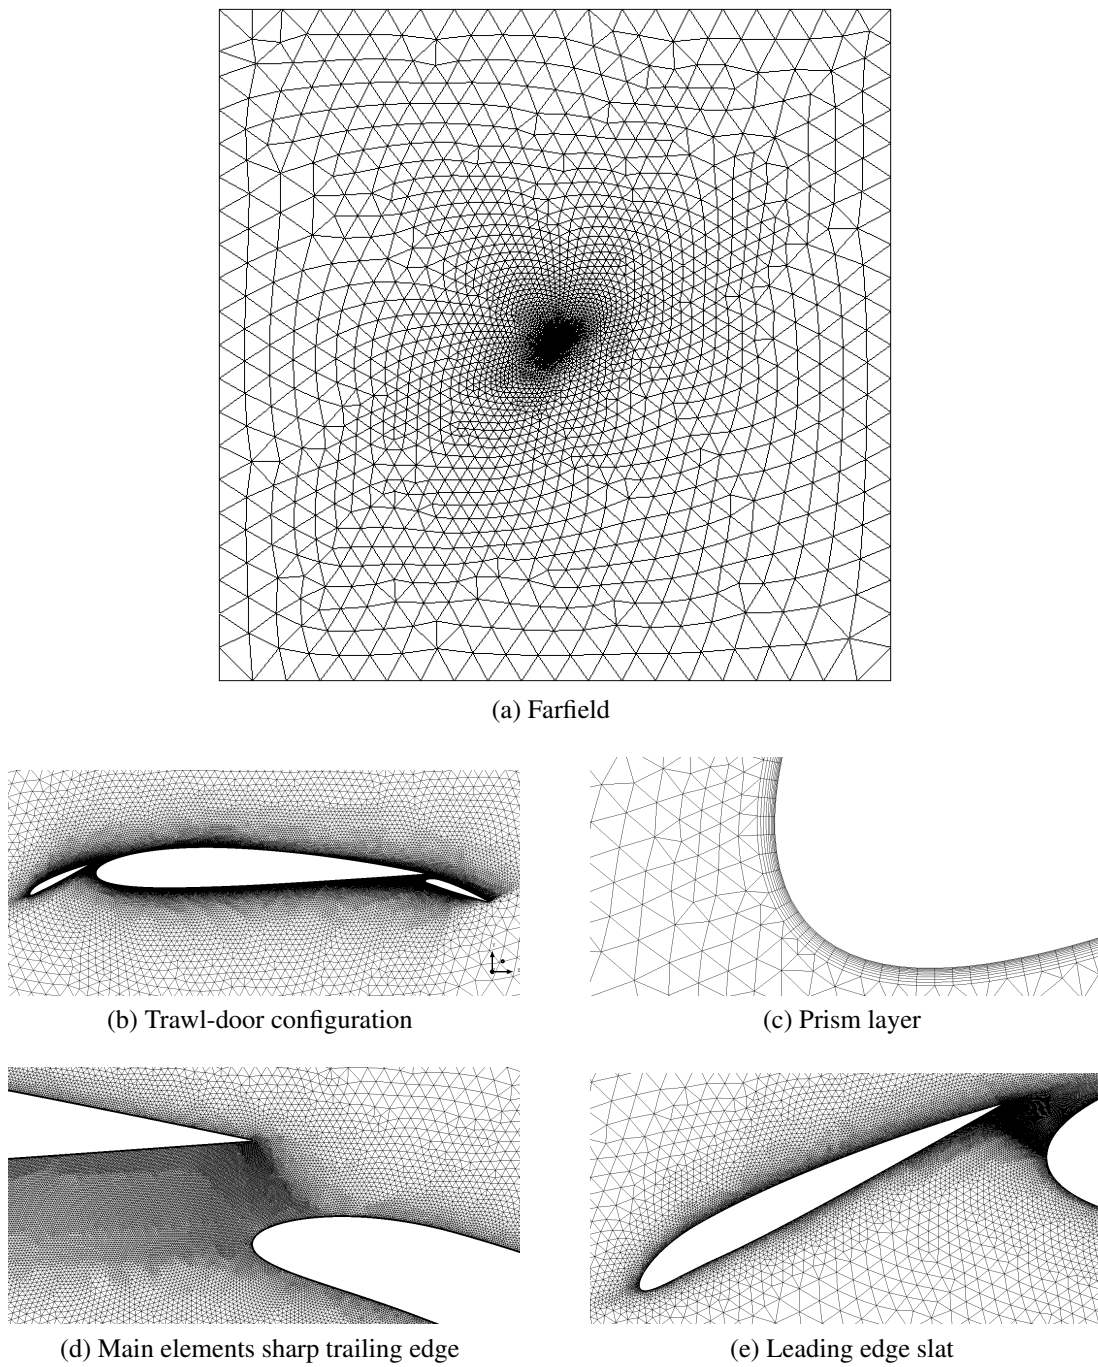 (a) Farfield
(b) Trawl-door configuration
(c) Prism layer
(d) Main elements sharp trailing edge
(e) Leading edge slat